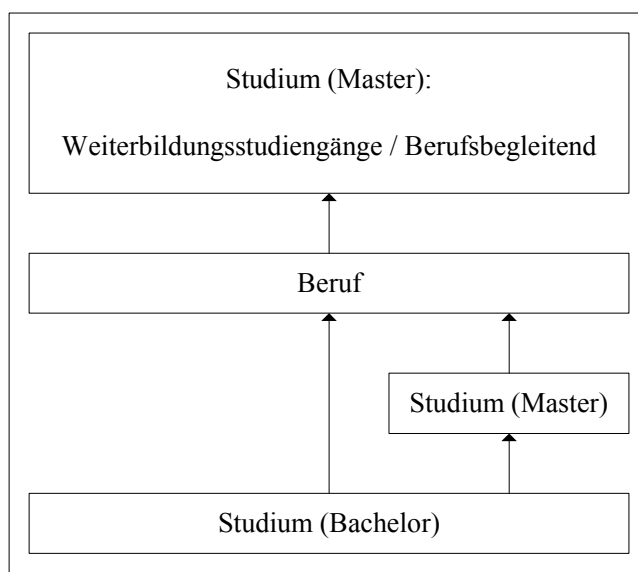 Studium (Master):
Weiterbildungsstudiengänge / Berufsbegleitend
Beruf
Studium (Master)
Studium (Bachelor)